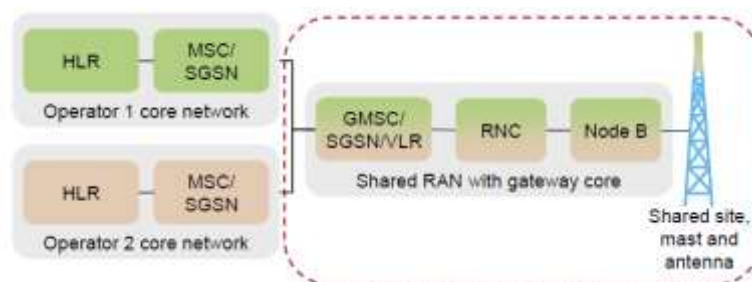 HLR
MSC/
SGSN
Operator 1 core network
HLR
MSC/
SGSN
Operator 2 core network
GMSC/
SGSN/VLR
RNC
Node B
Shared RAN with gateway core
Shared site,
mast and
antenna